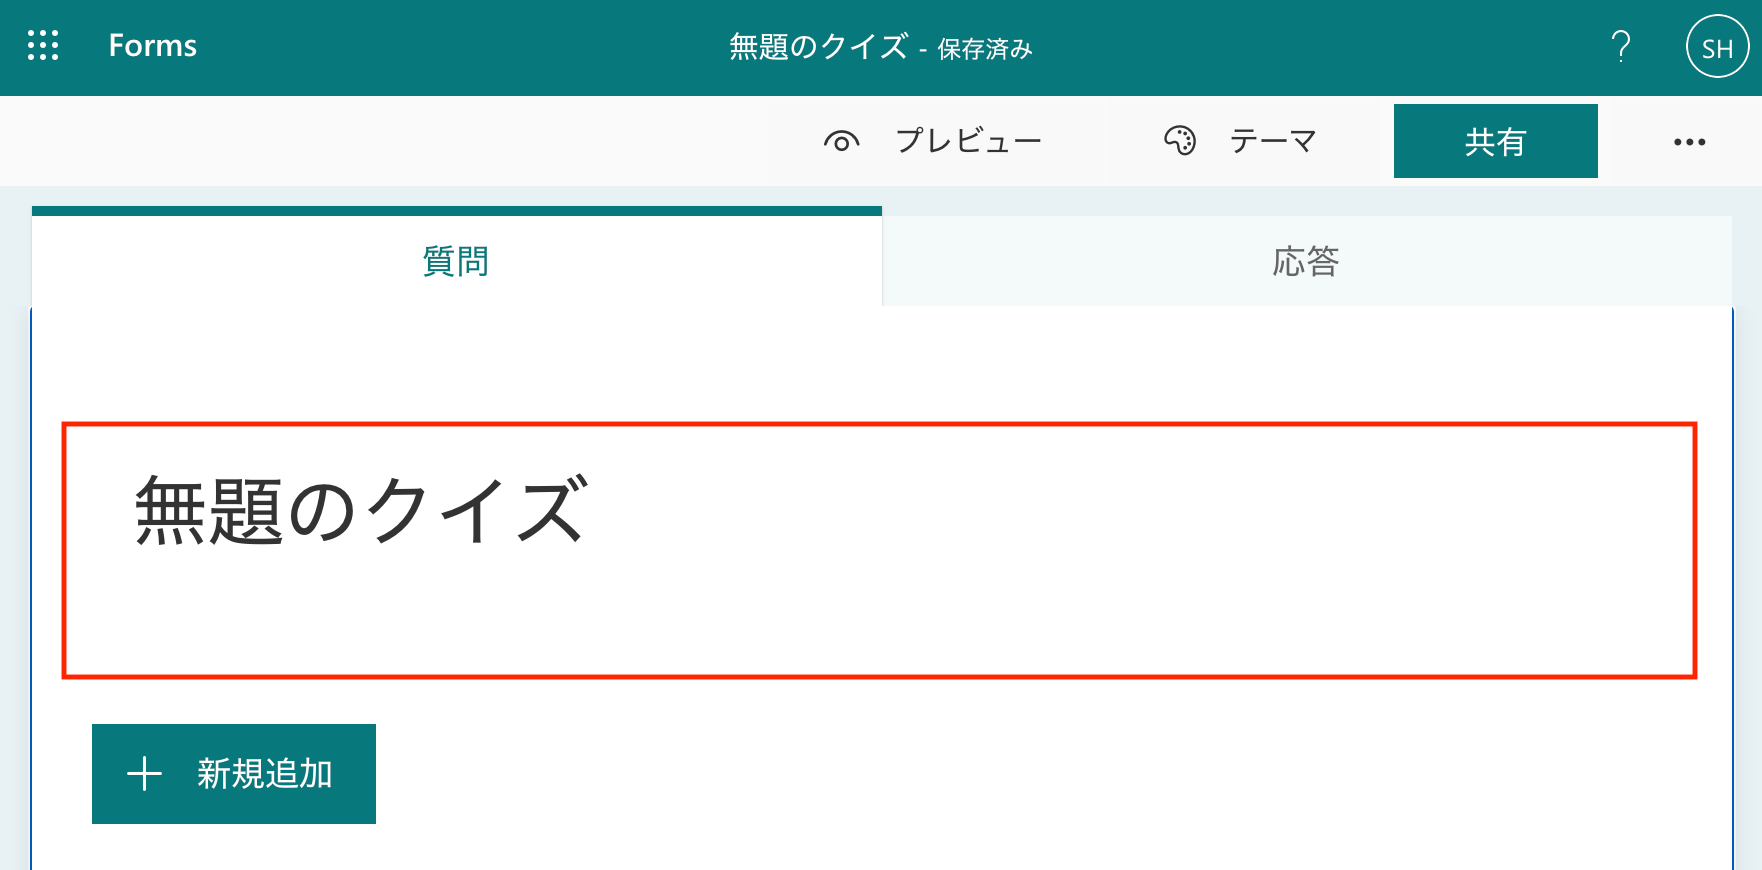 Forms
無題のクイズ - 保存済み
?
SH
プレビュー
テーマ
共有
...
質問
応答
無題のクイズ
+ 新規追加